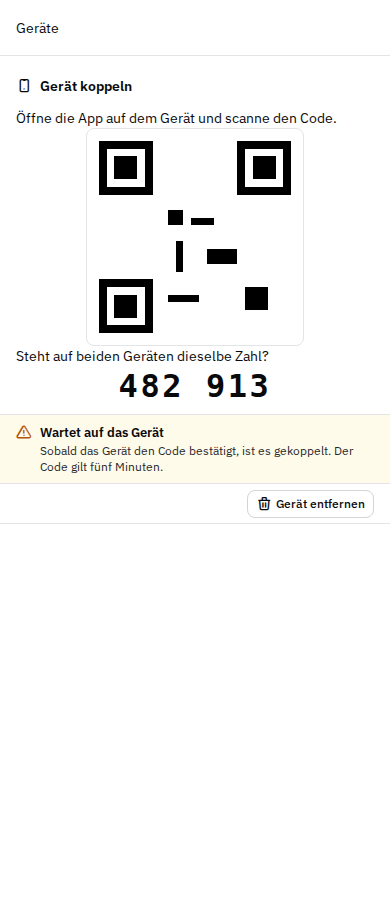 Geräte
Gerät koppeln
Öffne die App auf dem Gerät und scanne den Code.
Steht auf beiden Geräten dieselbe Zahl?
482 913
Wartet auf das Gerät
Sobald das Gerät den Code bestätigt, ist es gekoppelt. Der
Code gilt fünf Minuten.
Gerät entfernen